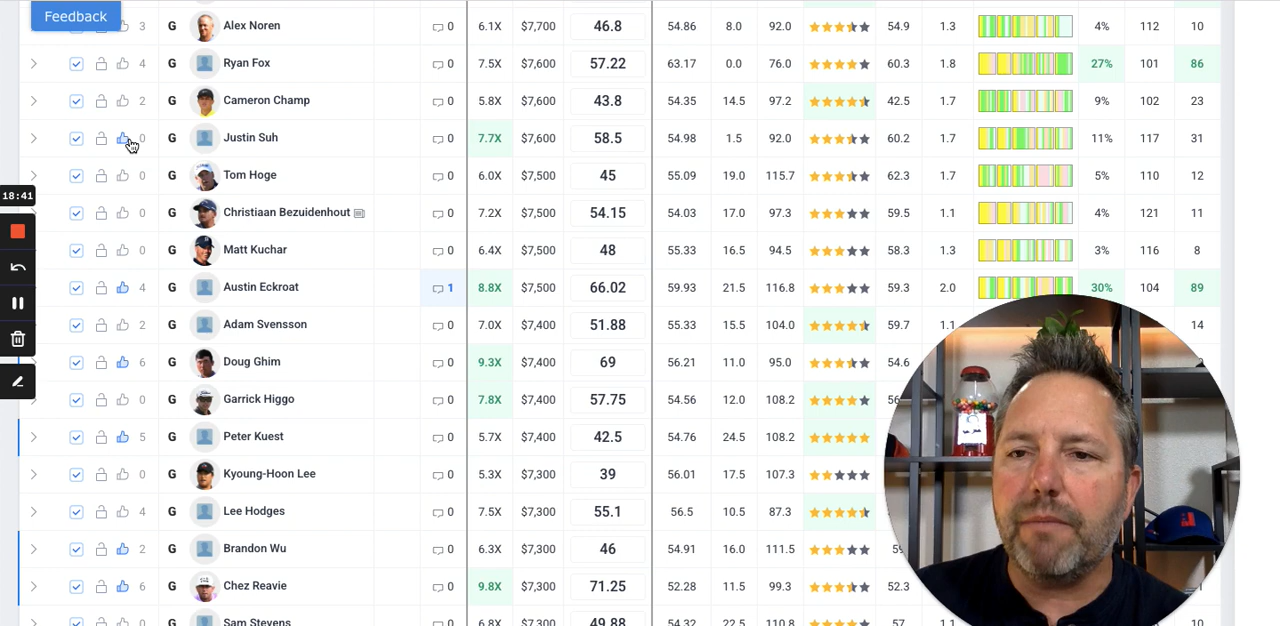 Feedback
3 G Alex Noren 0 6.1X $7,700 46.8 54.86 8.0 92.0 54.9 1.3 4% 112 10
4 G Ryan Fox 0 7.5X $7,600 57.22 63.17 0.0 76.0 60.3 1.8 27% 101 86
2 G Cameron Champ 0 5.8X $7,600 43.8 54.35 14.5 97.2 42.5 1.7 9% 102 23
0 G Justin Suh 0 7.7X $7,600 58.5 54.98 1.5 92.0 60.2 1.7 11% 117 31
0 G Tom Hoge 0 6.0X $7,600 45 55.09 19.0 115.7 62.3 1.7 5% 110 12
18:41
0 G Christiaan Bezuidenhout 0 7.2X $7,500 54.15 54.03 17.0 97.3 59.5 1.1 4% 121 11
0 G Matt Kuchar 0 6.4X $7,500 48 55.33 16.5 94.5 58.3 1.3 3% 116 8
4 G Austin Eckroat 1 8.8X $7,500 66.02 59.93 21.5 116.8 59.3 2.0 30% 104 89
2 G Adam Svensson 0 7.0X $7,400 51.88 55.33 15.5 104.0 59.7 1.1 14
6 G Doug Ghim 0 9.3X $7,400 69 56.21 11.0 95.0 54.6
0 G Garrick Higgo 0 7.8X $7,400 57.75 54.56 12.0 108.2
5 G Peter Kuest 0 5.7X $7,400 42.5 54.76 24.5 108.2
0 G Kyoung-Hoon Lee 0 5.3X $7,300 39 56.01 17.5 107.3
4 G Lee Hodges 0 7.5X $7,300 55.1 56.5 10.5 87.3
2 G Brandon Wu 0 6.3X $7,300 46 54.91 16.0 111.5
6 G Chez Reavie 0 9.8X $7,300 71.25 52.28 11.5 99.3 52.3
G Sam Stevens 0 6.8X $7,300 49.88 54.32 22.5 110.8 57 1.1 10